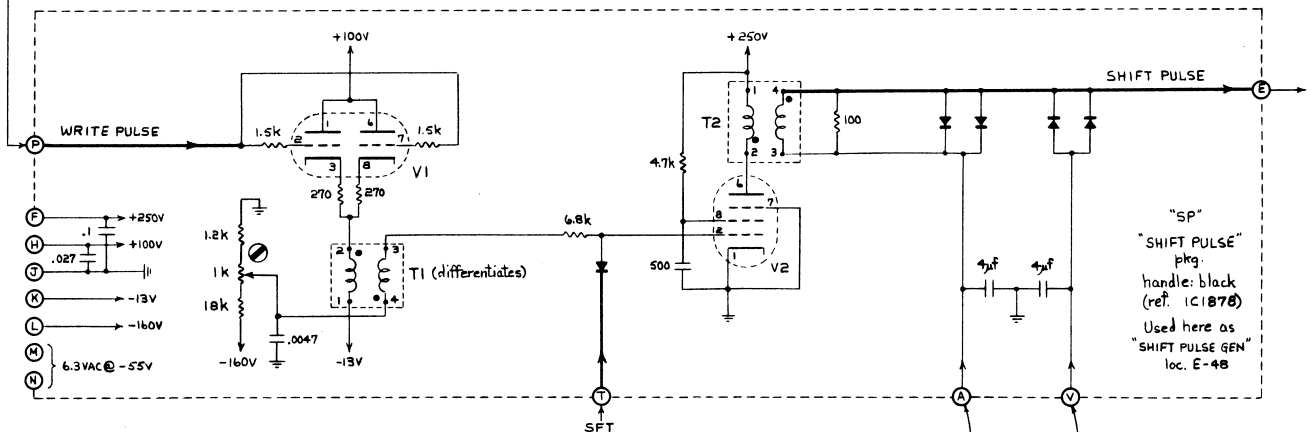 +100V
+250V
SHIFT PULSE
E
P
WRITE PULSE
1.5k
2
1
6
7
1.5k
3
8
V1
270
270
T2
1
4
2
3
100
4.7k
6
7
8
2
1
V2
500
F
+250V
.1
H
+100V
.027
J
K
-13V
L
-160V
M
N
6.3VAC@ -55V
1.2k
1k
18k
-160V
.0047
2
3
1
4
T1 (differentiates)
-13V
6.8k
T
SFT
4µf
4µf
A
V
"SP"
"SHIFT PULSE"
pkg.
handle: black
(ref. 1C1878)
Used here as
"SHIFT PULSE GEN"
loc. E-48